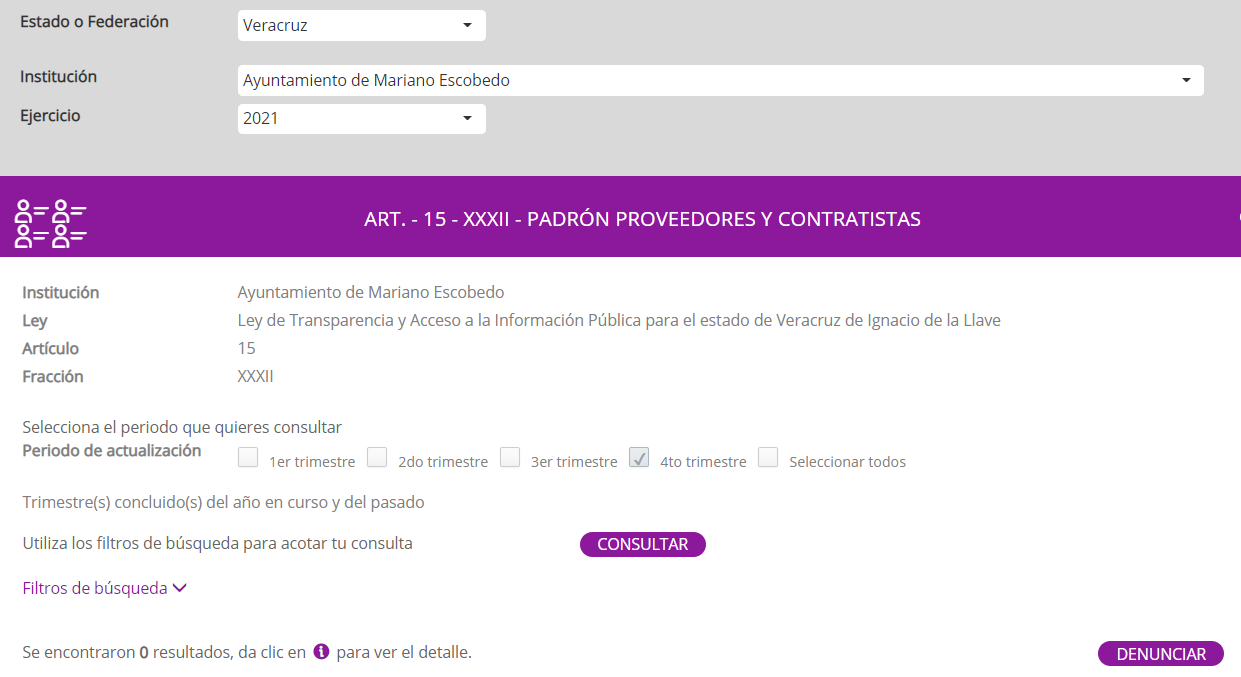 Estado o Federación Veracruz
Institución Ayuntamiento de Mariano Escobedo
Ejercicio 2021
ART. - 15 - XXXII - PADRÓN PROVEEDORES Y CONTRATISTAS
Institución Ayuntamiento de Mariano Escobedo
Ley Ley de Transparencia y Acceso a la Información Pública para el estado de Veracruz de Ignacio de la Llave
Artículo 15
Fracción XXXII
Selecciona el periodo que quieres consultar
Periodo de actualización 1er trimestre 2do trimestre 3er trimestre 4to trimestre Seleccionar todos
Trimestre(s) concluido(s) del año en curso y del pasado
Utiliza los filtros de búsqueda para acotar tu consulta CONSULTAR
Filtros de búsqueda
Se encontraron 0 resultados, da clic en i para ver el detalle. DENUNCIAR